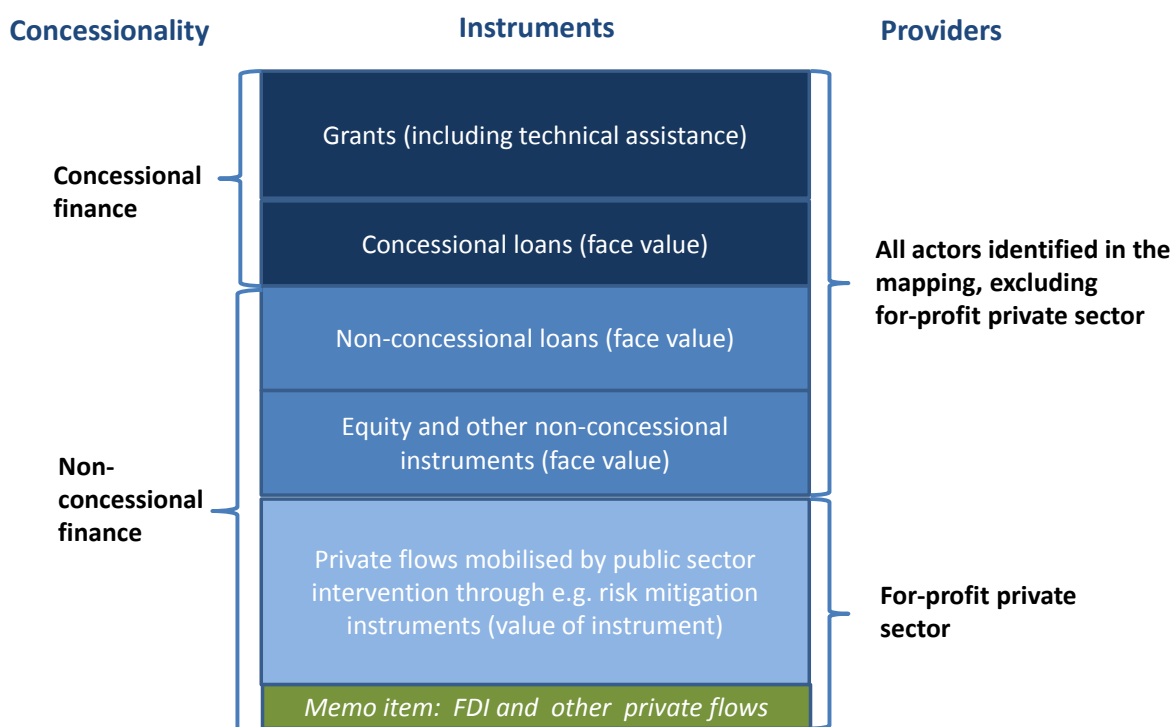 Concessionality
Instruments
Providers
Grants (including technical assistance)
Concessional
finance
Concessional loans (face value)
All actors identified in the
mapping, excluding
for-profit private sector
Non-concessional loans (face value)
Equity and other non-concessional
instruments (face value)
Non-
concessional
finance
Private flows mobilised by public sector
intervention through e.g. risk mitigation
instruments (value of instrument)
For-profit private
sector
Memo item: FDI and other private flows